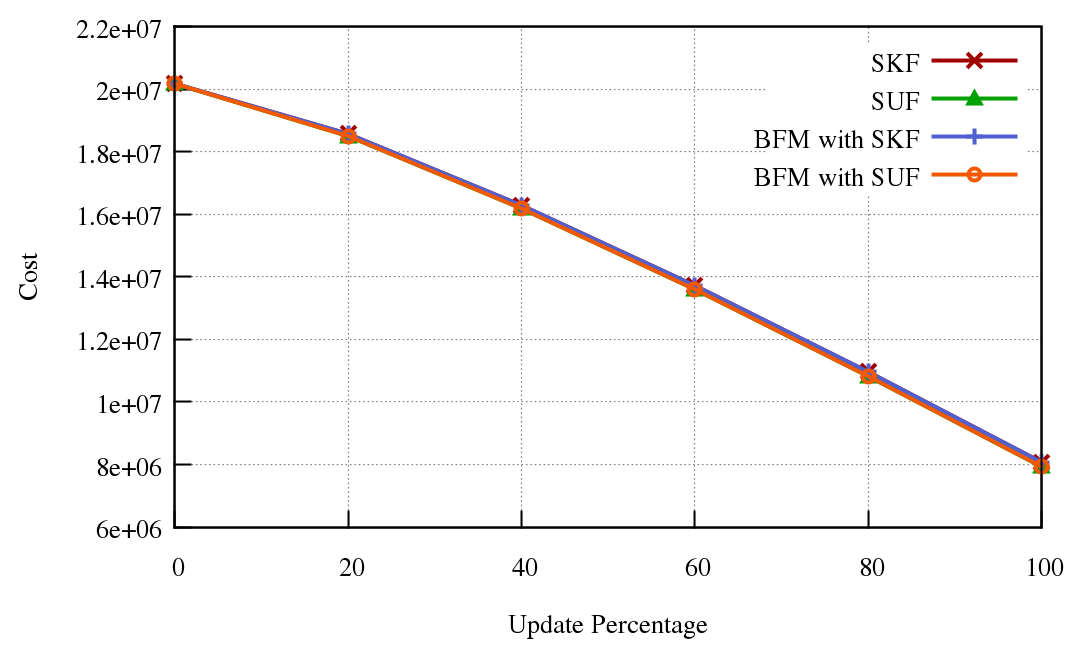 2.2e+07
2e+07
1.8e+07
1.6e+07
1.4e+07
1.2e+07
1e+07
8e+06
6e+06
Cost
SKF
SUF
BFM with SKF
BFM with SUF
0 20 40 60 80 100
Update Percentage